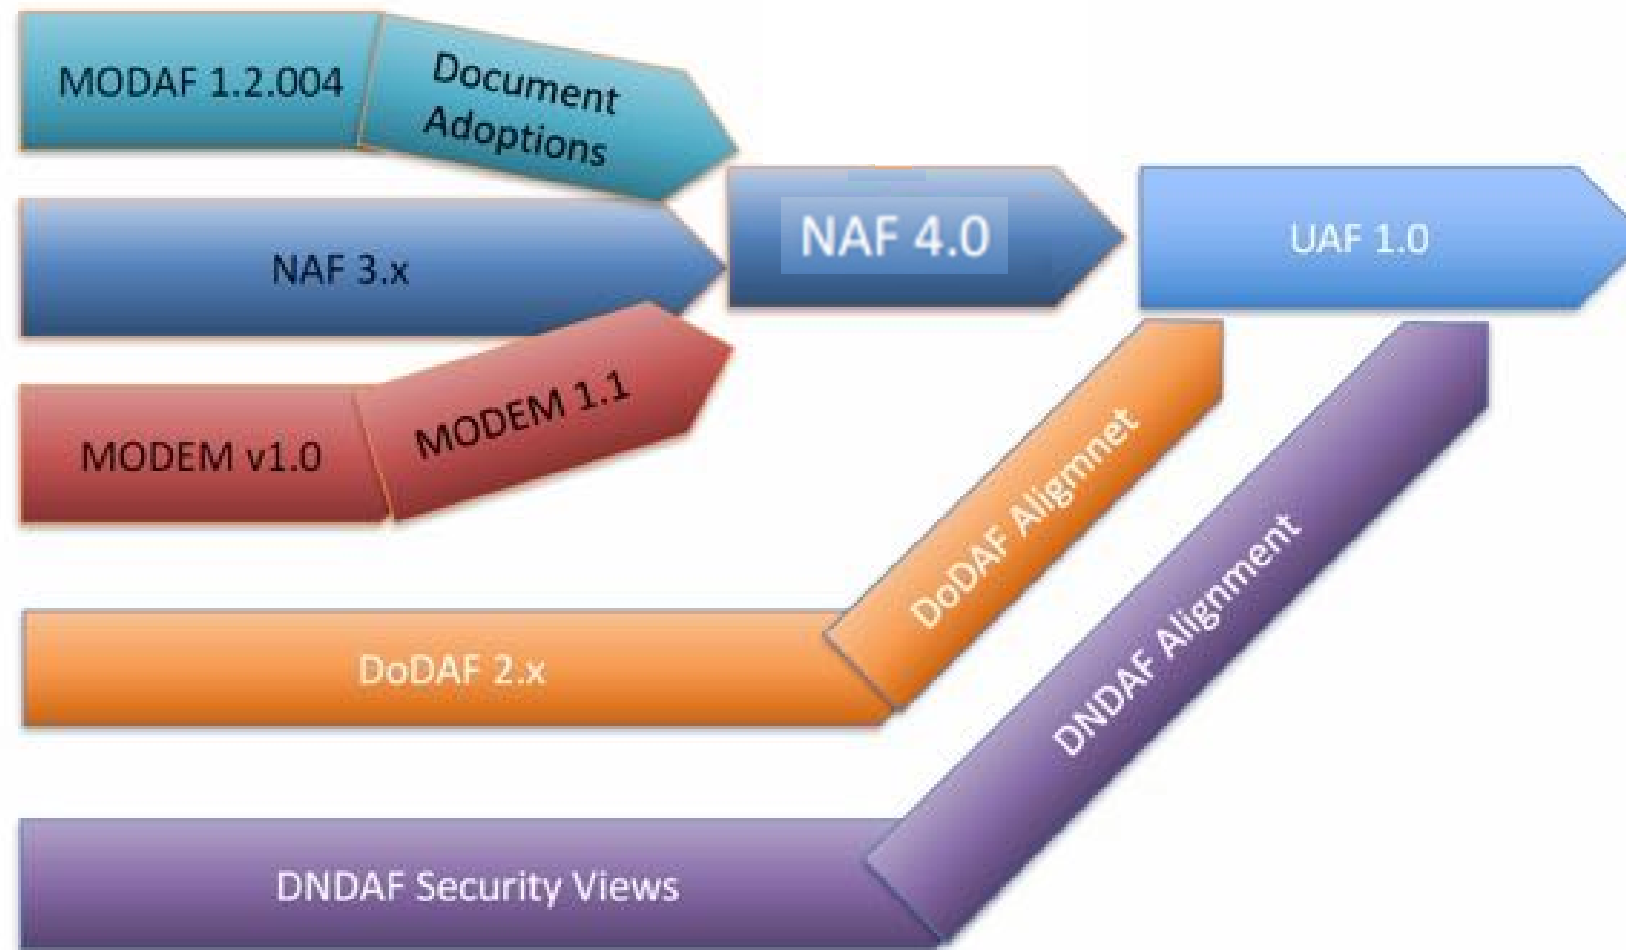 MODAF 1.2.004
Document
Adoptions
NAF 3.x
NAF 4.0
UAF 1.0
MODEM v1.0
MODEM 1.1
DoDAF 2.x
DoDAF Aligmnet
DNDAF Security Views
DNDAF Alignment